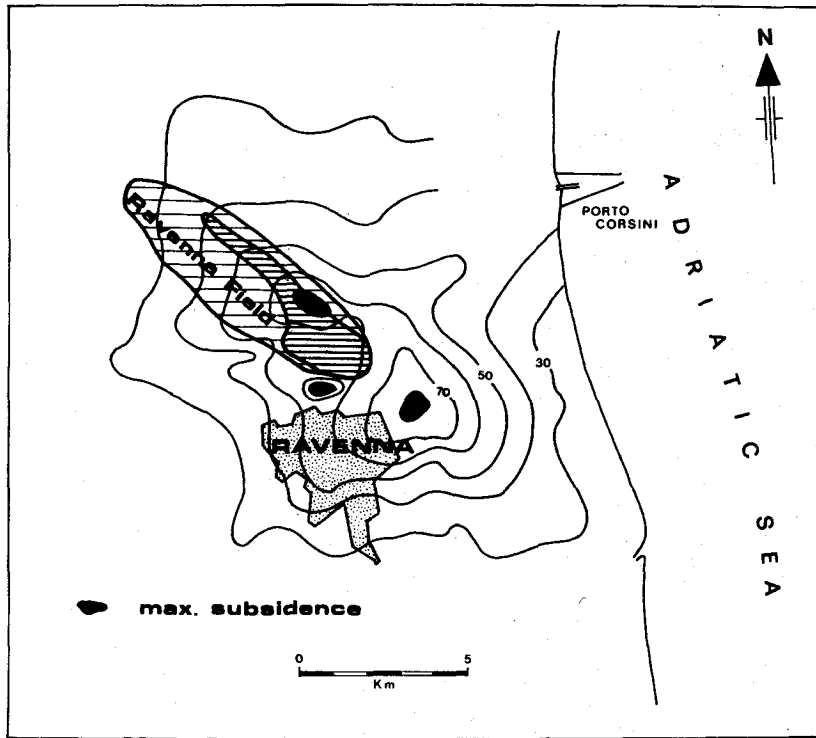 N
ADRIATIC SEA
PORTO
CORSINI
Ravenna Field
30
50
70
RAVENNA
max. subsidence
0 5
Km